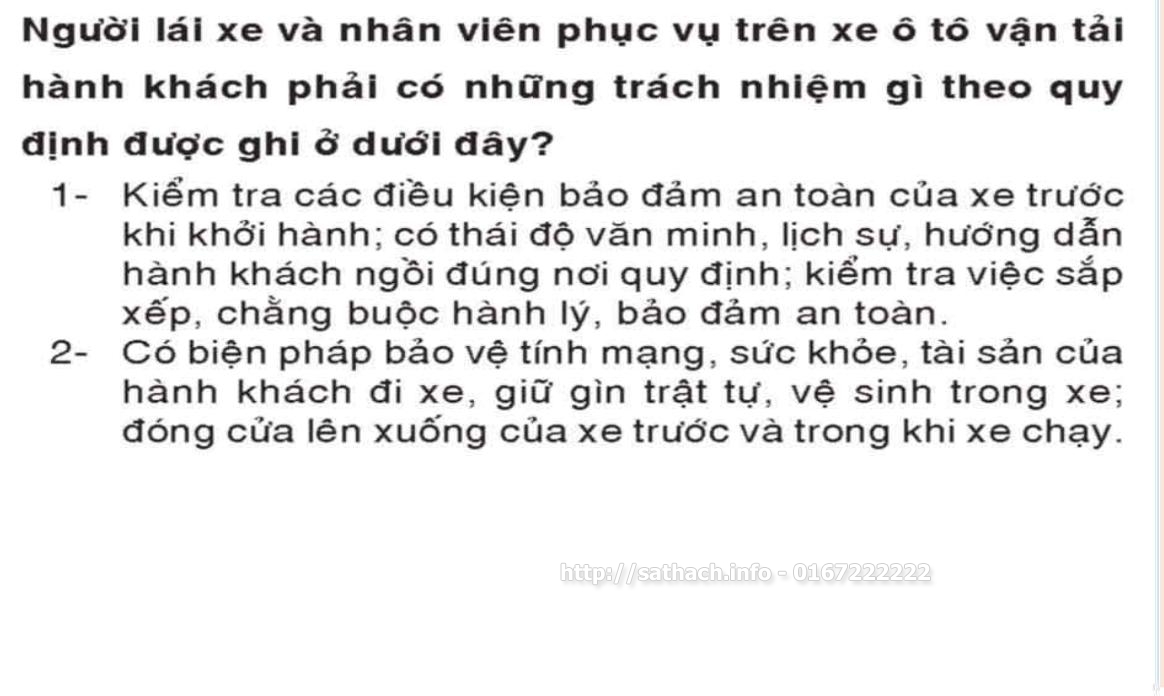 Người lái xe và nhân viên phục vụ trên xe ô tô vận tải
hành khách phải có những trách nhiệm gì theo quy
định được ghi ở dưới đây?
1- Kiểm tra các điều kiện bảo đảm an toàn của xe trước
khi khởi hành; có thái độ văn minh, lịch sự, hướng dẫn
hành khách ngồi đúng nơi quy định; kiểm tra việc sắp
xếp, chằng buộc hành lý, bảo đảm an toàn.
2- Có biện pháp bảo vệ tính mạng, sức khỏe, tài sản của
hành khách đi xe, giữ gìn trật tự, vệ sinh trong xe;
đóng cửa lên xuống của xe trước và trong khi xe chạy.
http://sathach.info - 0167222222